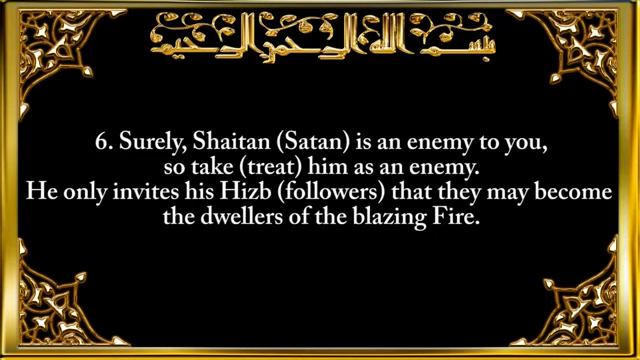 بسم الله الرحمن الرحيم
6. Surely, Shaitan (Satan) is an enemy to you,
so take (treat) him as an enemy.
He only invites his Hizb (followers) that they may become
the dwellers of the blazing Fire.